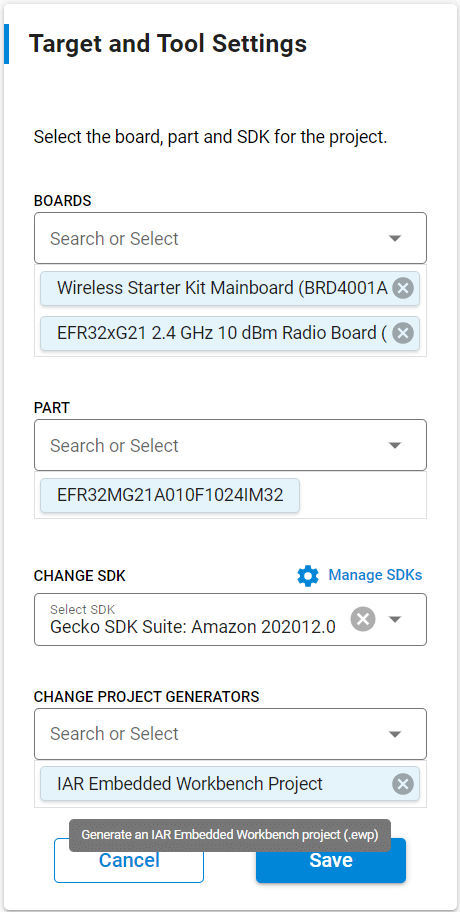 Target and Tool Settings
Select the board, part and SDK for the project.
BOARDS
Search or Select
Wireless Starter Kit Mainboard (BRD4001A
EFR32xG21 2.4 GHz 10 dBm Radio Board (
PART
Search or Select
EFR32MG21A010F1024IM32
CHANGE SDK
Manage SDKs
Select SDK
Gecko SDK Suite: Amazon 202012.0
CHANGE PROJECT GENERATORS
Search or Select
IAR Embedded Workbench Project
Generate an IAR Embedded Workbench project (.ewp)
Cancel
Save